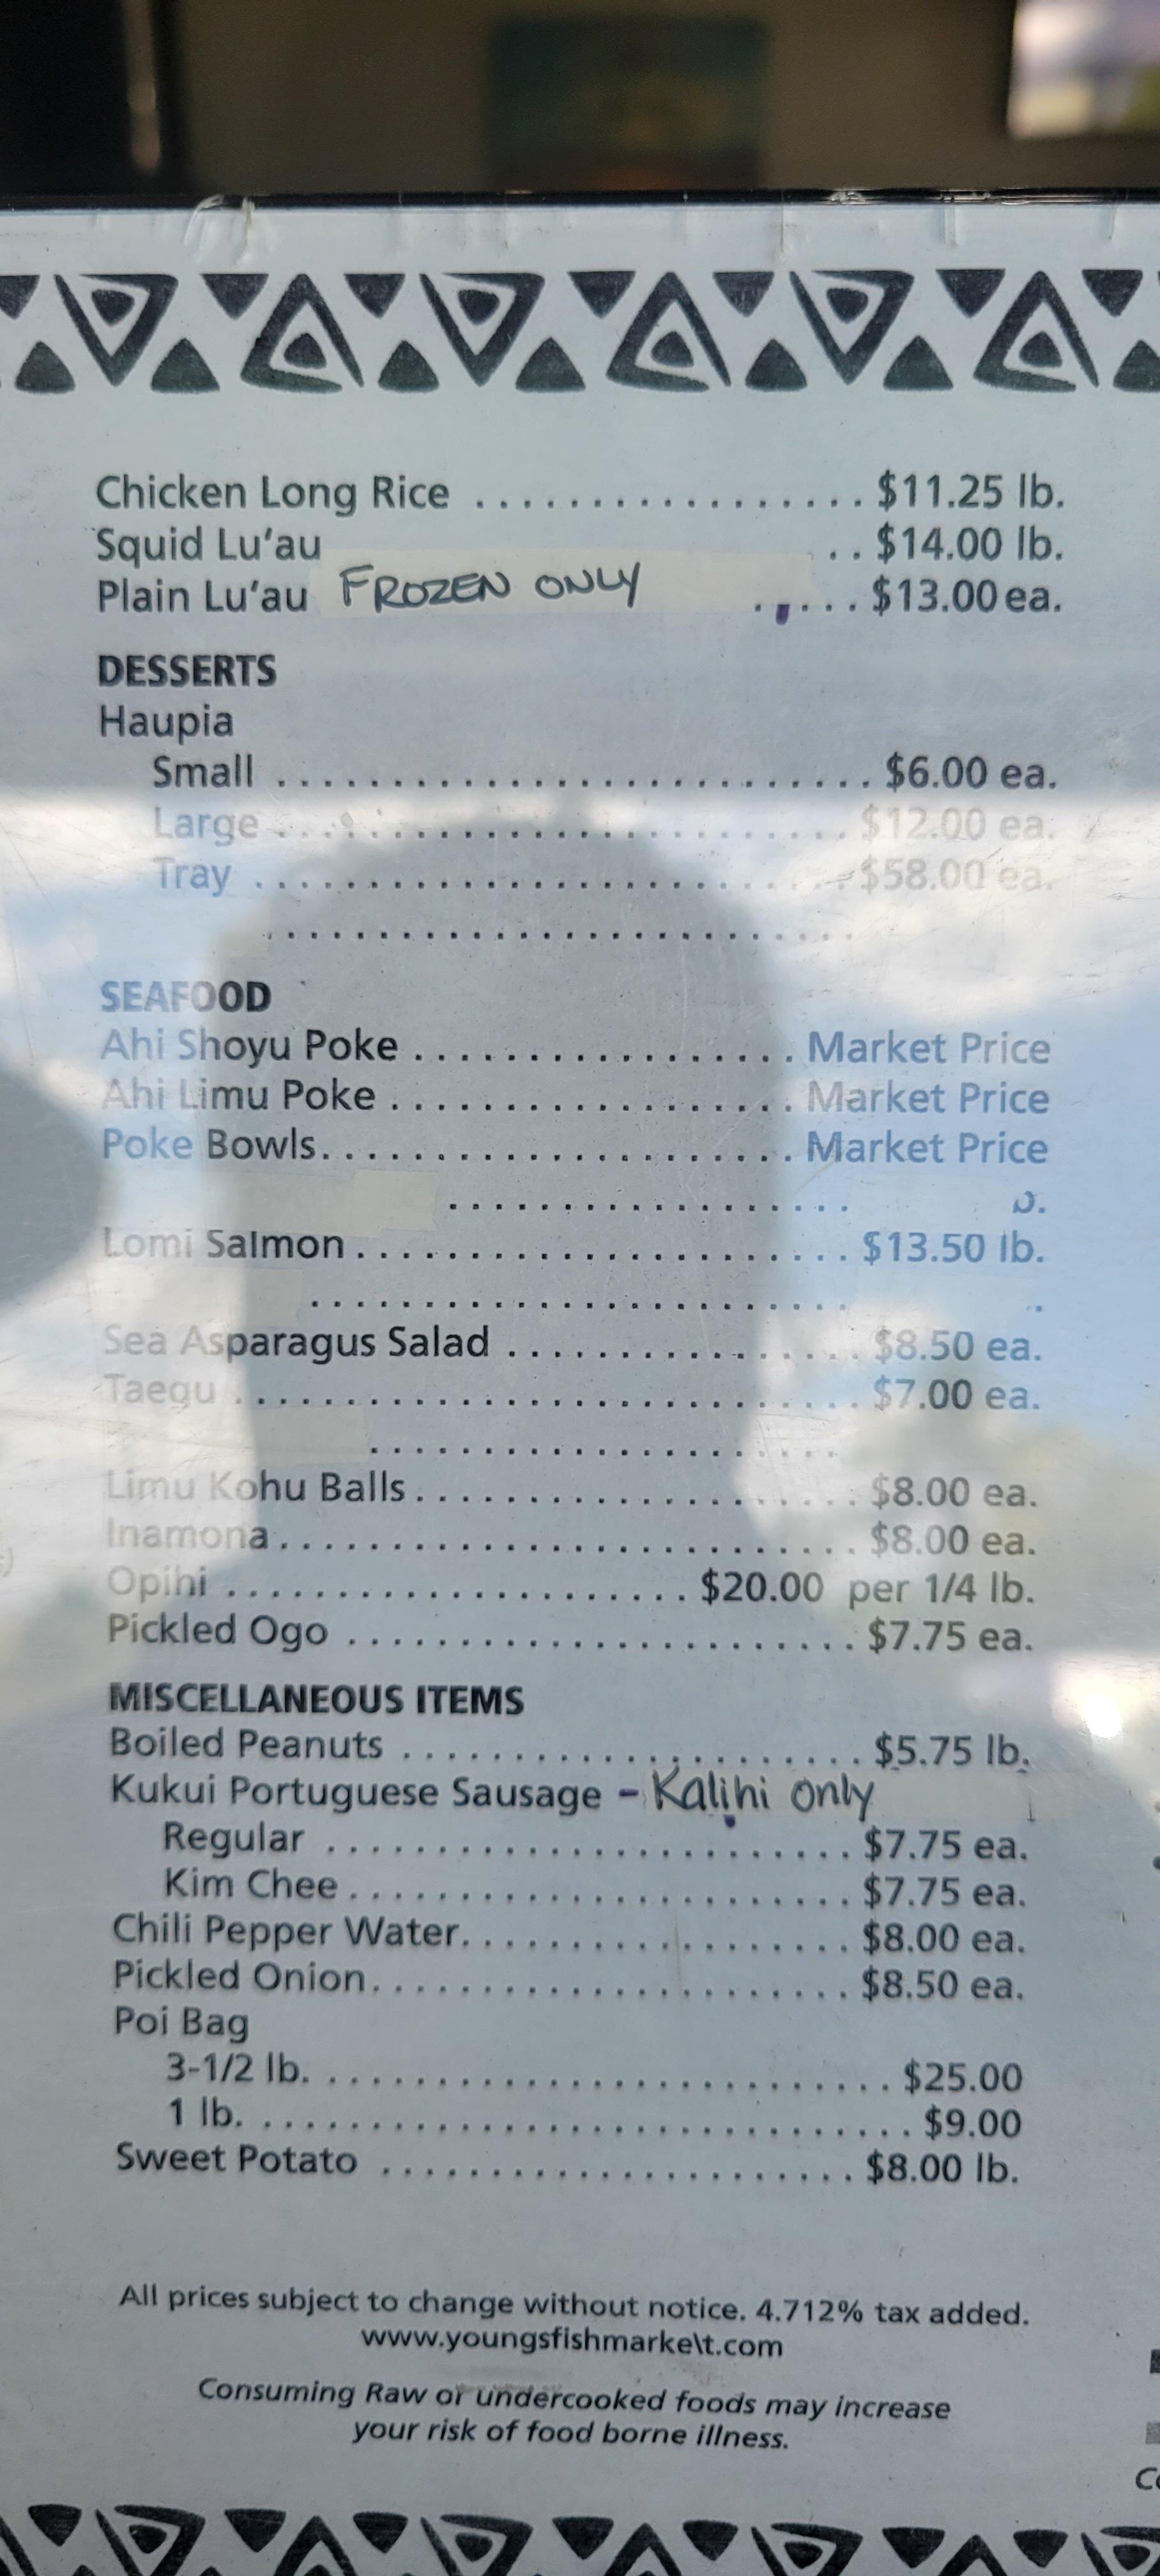 Chicken Long Rice ................. $11.25 lb.
Squid Lu'au .. $14.00 lb.
Plain Lu'au FROZEN ONLY ..... $13.00 ea.
DESSERTS
Haupia
Small .......................... $6.00 ea.
Large .......................... $12.00 ea.
Tray .......................... $58.00 ea.
SEAFOOD
Ahi Shoyu Poke ................. Market Price
Ahi Limu Poke .................. Market Price
Poke Bowls...................... Market Price
Lomi Salmon ...................... $13.50 lb.
Sea Asparagus Salad ................ $8.50 ea.
Taegu ............................ $7.00 ea.
Limu Kohu Balls .................... $8.00 ea.
Inamona .......................... $8.00 ea.
Opihi ..................... $20.00 per 1/4 lb.
Pickled Ogo ....................... $7.75 ea.
MISCELLANEOUS ITEMS
Boiled Peanuts ..................... $5.75 lb.
Kukui Portuguese Sausage - Kalihi only
Regular ......................... $7.75 ea.
Kim Chee ........................ $7.75 ea.
Chili Pepper Water.................. $8.00 ea.
Pickled Onion...................... $8.50 ea.
Poi Bag
3-1/2 lb. ........................... $25.00
1 lb. ............................... $9.00
Sweet Potato ...................... $8.00 lb.
All prices subject to change without notice. 4.712% tax added.
www.youngsfishmarke\t.com
Consuming Raw or undercooked foods may increase
your risk of food borne illness.